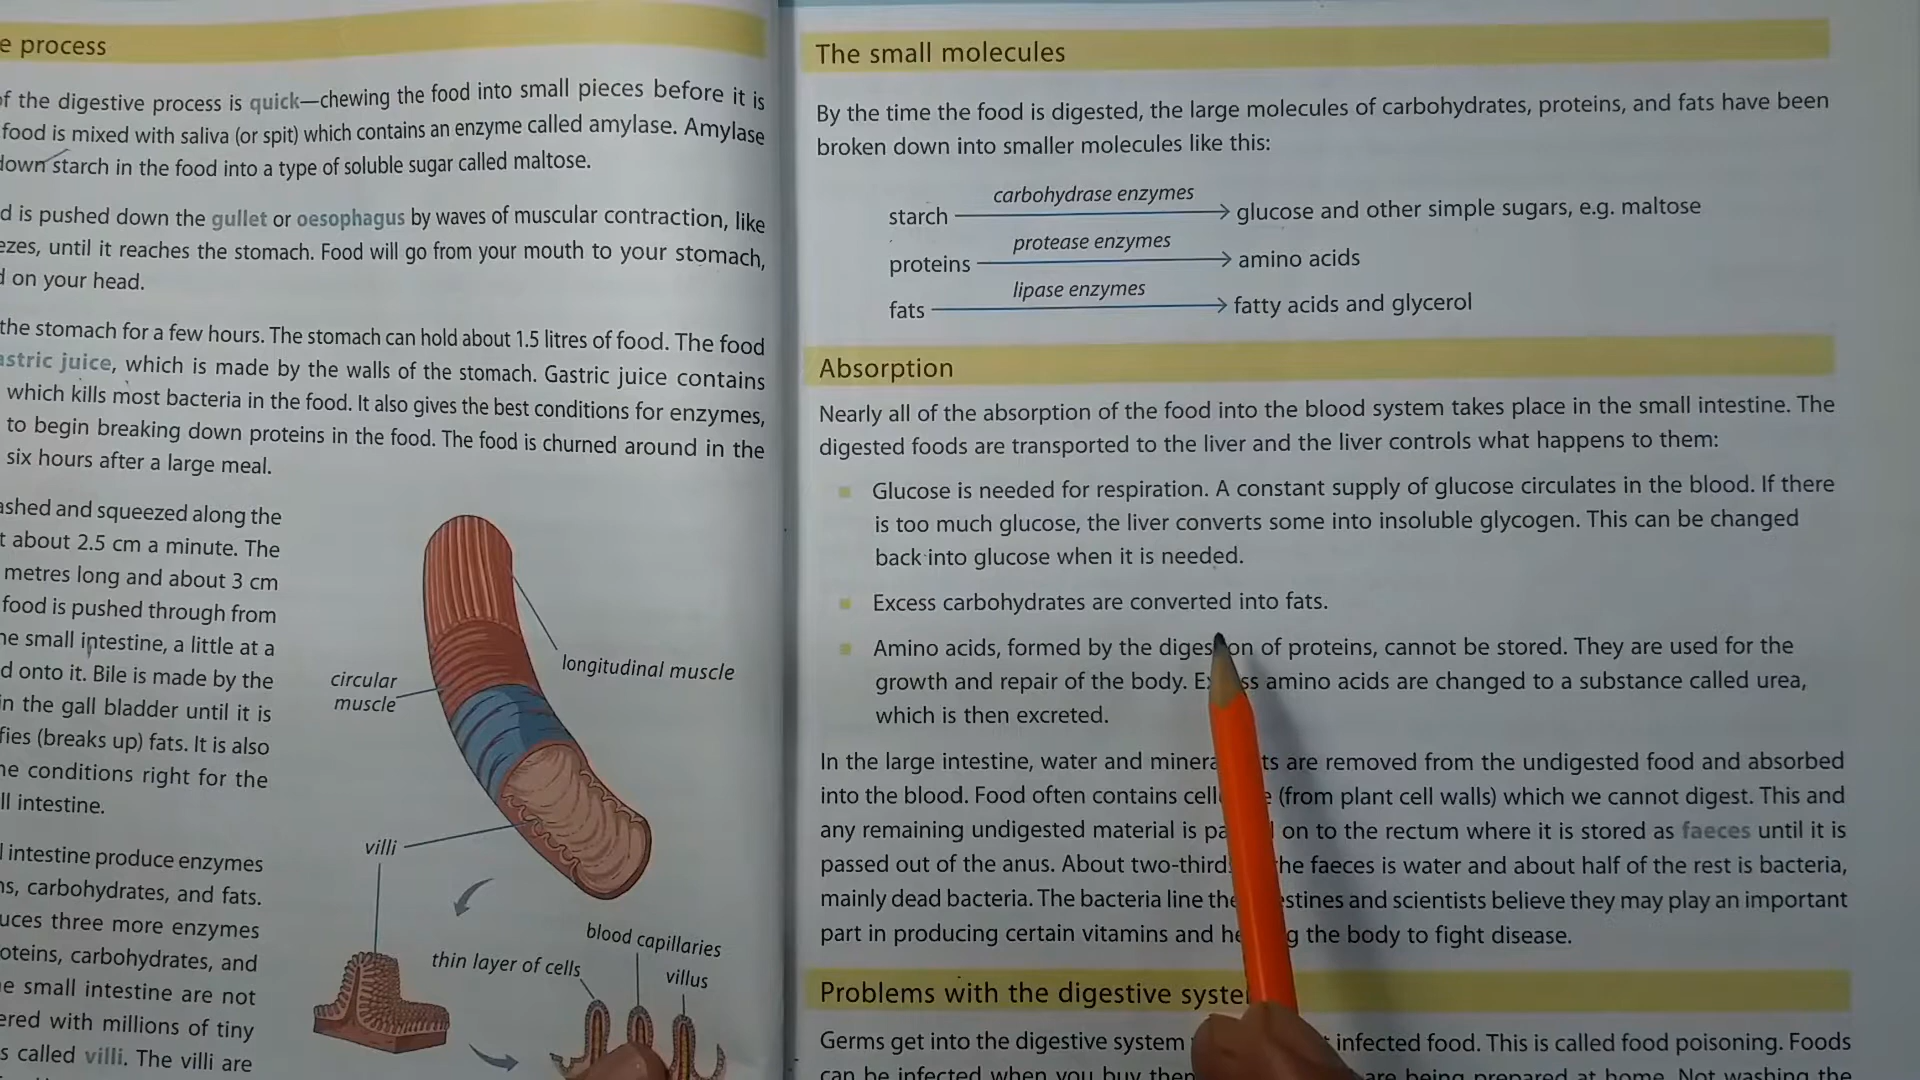 e process
of the digestive process is quick—chewing the food into small pieces before it is
food is mixed with saliva (or spit) which contains an enzyme called amylase. Amylase
down starch in the food into a type of soluble sugar called maltose.
d is pushed down the gullet or oesophagus by waves of muscular contraction, like
ezes, until it reaches the stomach. Food will go from your mouth to your stomach,
d on your head.
the stomach for a few hours. The stomach can hold about 1.5 litres of food. The food
astric juice, which is made by the walls of the stomach. Gastric juice contains
which kills most bacteria in the food. It also gives the best conditions for enzymes,
to begin breaking down proteins in the food. The food is churned around in the
six hours after a large meal.
ashed and squeezed along the
t about 2.5 cm a minute. The
metres long and about 3 cm
food is pushed through from
he small intestine, a little at a
d onto it. Bile is made by the
in the gall bladder until it is
fies (breaks up) fats. It is also
he conditions right for the
ll intestine.
l intestine produce enzymes
ns, carbohydrates, and fats.
uces three more enzymes
oteins, carbohydrates, and
e small intestine are not
ered with millions of tiny
s called villi. The villi are
longitudinal muscle
circular
muscle
villi
blood capillaries
thin layer of cells
villus
The small molecules
By the time the food is digested, the large molecules of carbohydrates, proteins, and fats have been
broken down into smaller molecules like this:
starch carbohydrase enzymes glucose and other simple sugars, e.g. maltose
proteins protease enzymes amino acids
fats lipase enzymes fatty acids and glycerol
Absorption
Nearly all of the absorption of the food into the blood system takes place in the small intestine. The
digested foods are transported to the liver and the liver controls what happens to them:
Glucose is needed for respiration. A constant supply of glucose circulates in the blood. If there
is too much glucose, the liver converts some into insoluble glycogen. This can be changed
back into glucose when it is needed.
Excess carbohydrates are converted into fats.
Amino acids, formed by the digestion of proteins, cannot be stored. They are used for the
growth and repair of the body. Excess amino acids are changed to a substance called urea,
which is then excreted.
In the large intestine, water and mineral are removed from the undigested food and absorbed
into the blood. Food often contains cellulose (from plant cell walls) which we cannot digest. This and
any remaining undigested material is passed on to the rectum where it is stored as faeces until it is
passed out of the anus. About two-thirds the faeces is water and about half of the rest is bacteria,
mainly dead bacteria. The bacteria line the intestines and scientists believe they may play an important
part in producing certain vitamins and helping the body to fight disease.
Problems with the digestive system
Germs get into the digestive system infected food. This is called food poisoning. Foods
can be infected when you buy them are being prepared at home. Not washing the